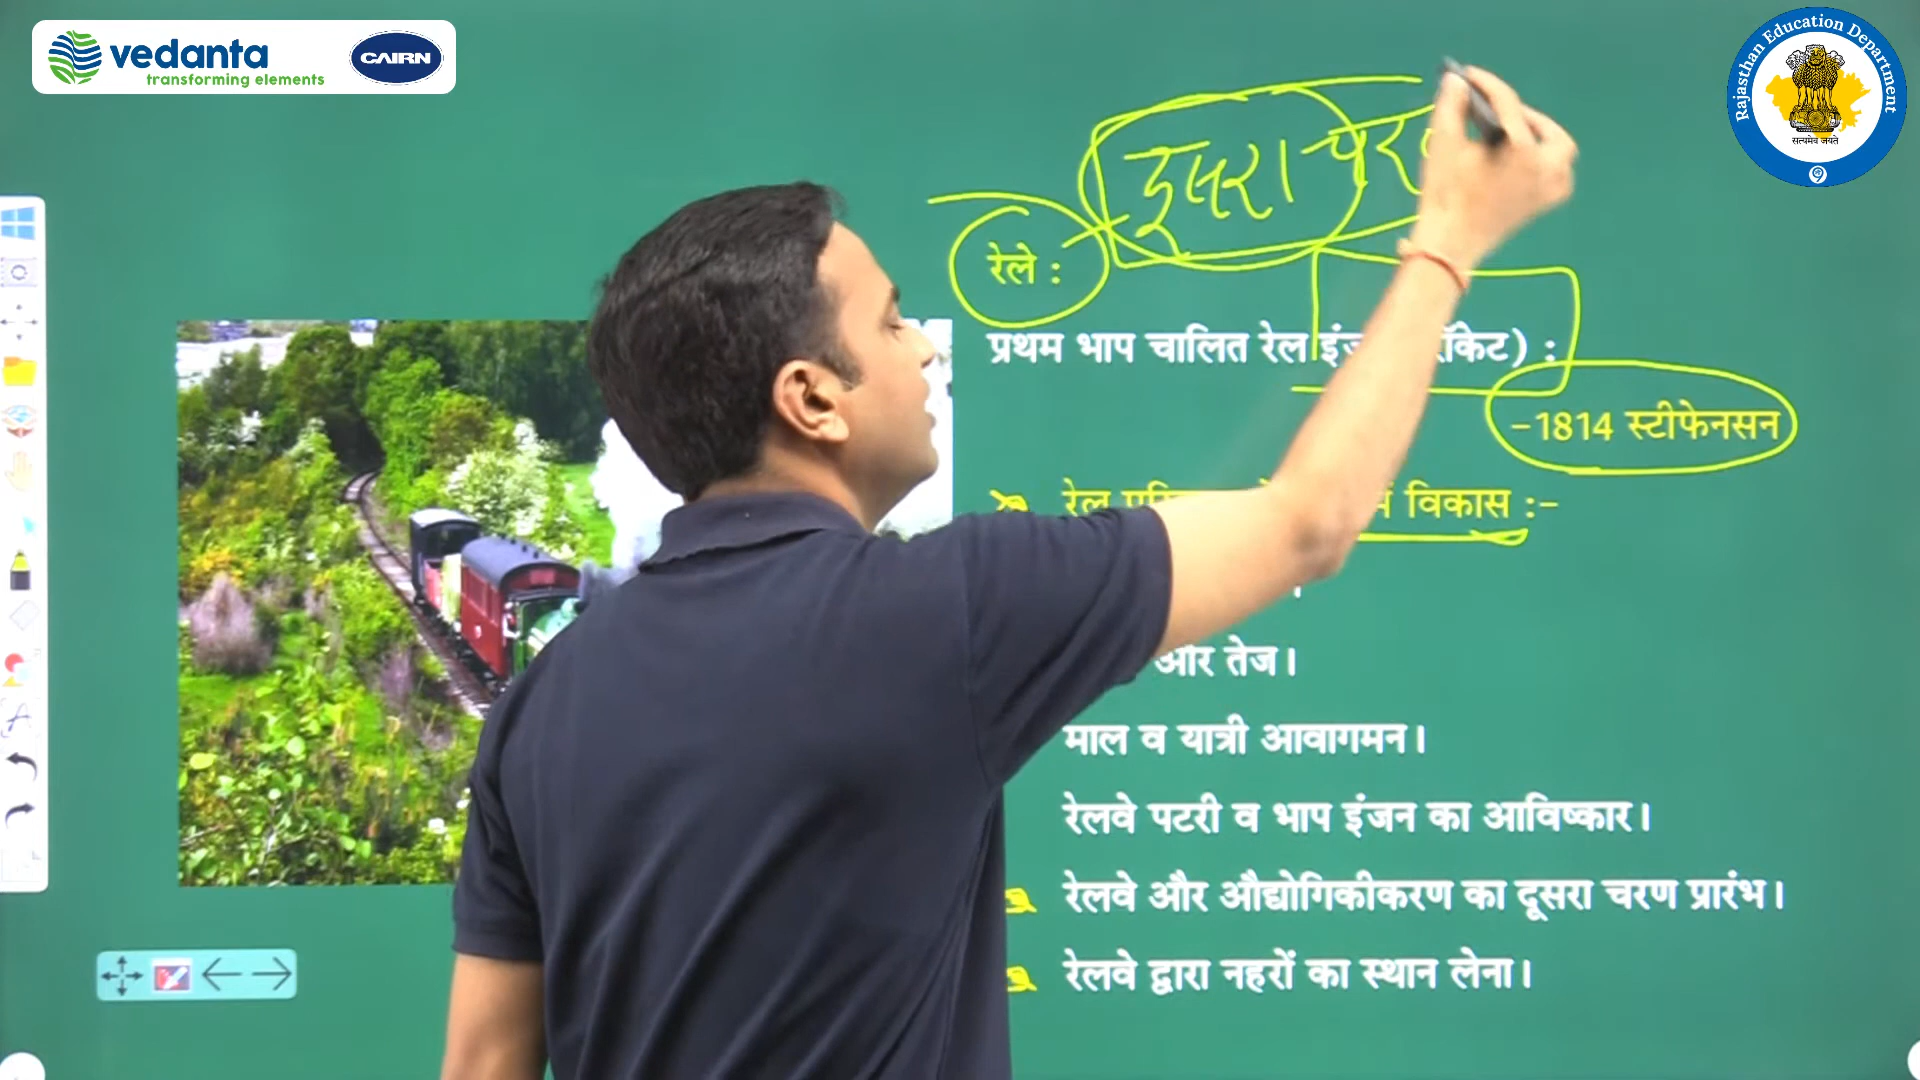 vedanta
transforming elements
CAIRN
Rajasthan Education Department
सत्यमेव जयते
दूसरा
रेले :
प्रथम भाप चालित रेल :
-1814 स्टीफेनसन
रेल में विकास :-
और तेज।
माल व यात्री आवागमन।
रेलवे पटरी व भाप इंजन का आविष्कार।
रेलवे और औद्योगिकीकरण का दूसरा चरण प्रारंभ।
रेलवे द्वारा नहरों का स्थान लेना।